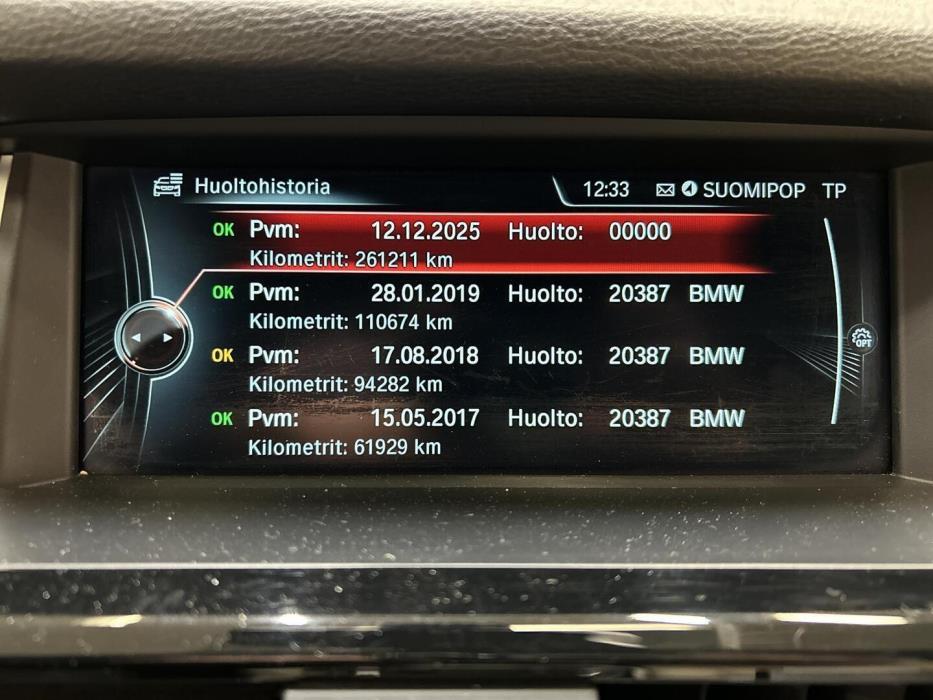 Huoltohistoria 12:33 SUOMIPOP TP
OK Pvm: 12.12.2025 Huolto: 00000
Kilometrit: 261211 km
OK Pvm: 28.01.2019 Huolto: 20387 BMW
Kilometrit: 110674 km
OK Pvm: 17.08.2018 Huolto: 20387 BMW
Kilometrit: 94282 km
OK Pvm: 15.05.2017 Huolto: 20387 BMW
Kilometrit: 61929 km
OPT